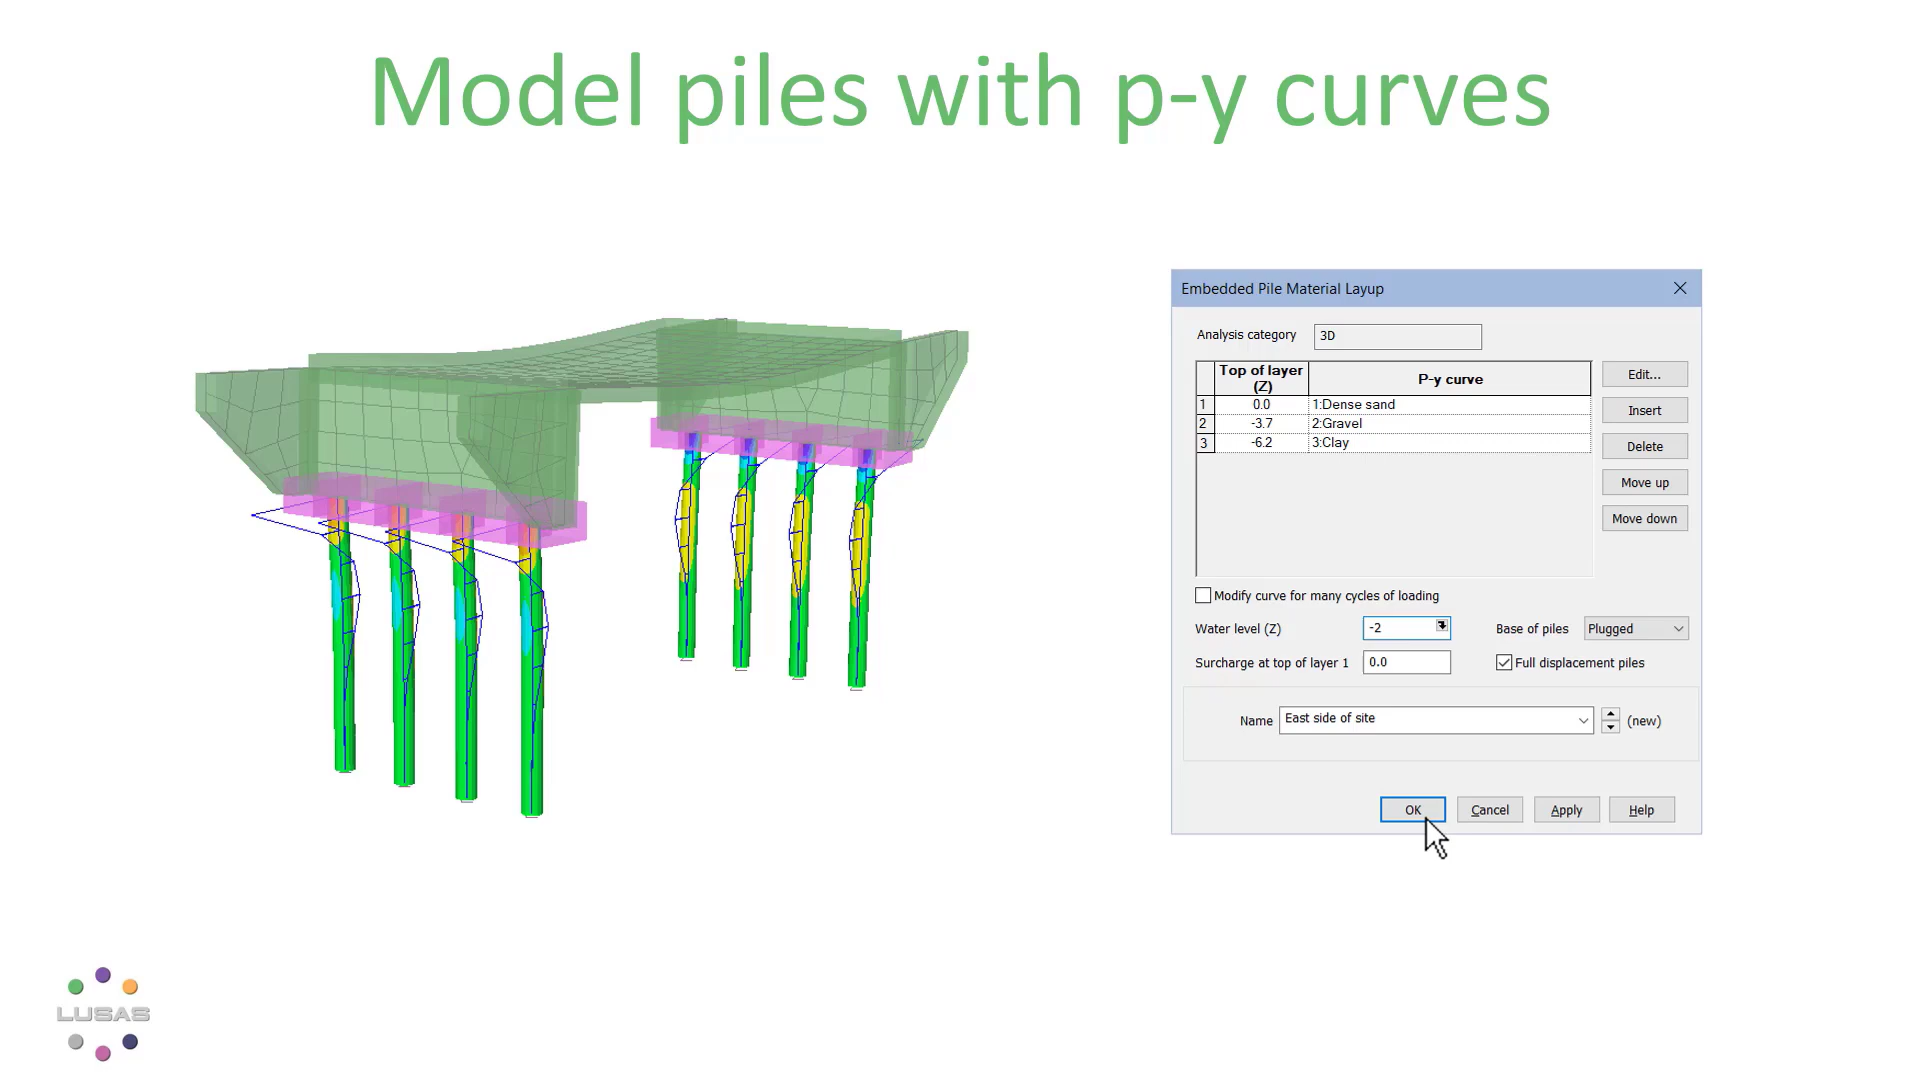 Model piles with p-y curves
Embedded Pile Material Layup
Analysis category 3D
Top of layer (Z) P-y curve
1 0.0 1:Dense sand
2 -3.7 2:Gravel
3 -6.2 3:Clay
Edit...
Insert
Delete
Move up
Move down
Modify curve for many cycles of loading
Water level (Z) -2 Base of piles Plugged
Surcharge at top of layer 1 0.0 Full displacement piles
Name East side of site (new)
OK Cancel Apply Help
LUSAS